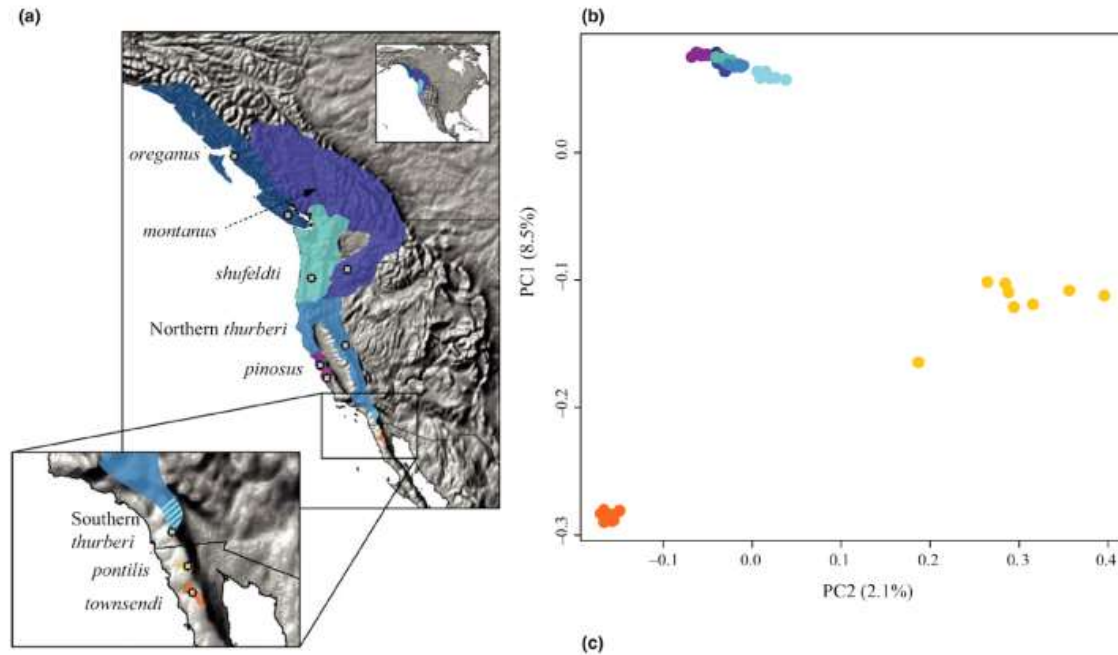 (a)
oreganus
montanus
shufeldti
Northern thurberi
pinosus
Southern
thurberi
pontilis
townsendi
(b)
PC1 (8.5%)
0.0
−0.1
−0.2
−0.3
−0.1
0.0
0.1
0.2
0.3
0.4
PC2 (2.1%)
(c)